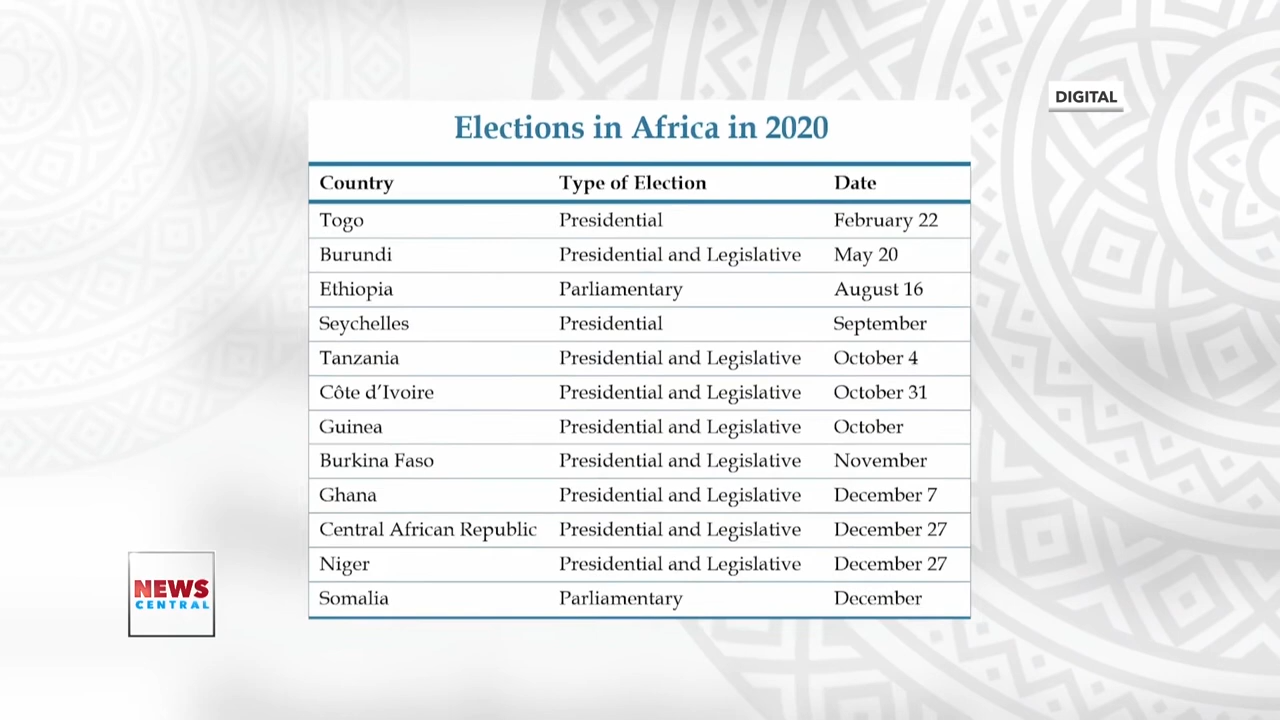 DIGITAL
Elections in Africa in 2020
Country Type of Election Date
Togo Presidential February 22
Burundi Presidential and Legislative May 20
Ethiopia Parliamentary August 16
Seychelles Presidential September
Tanzania Presidential and Legislative October 4
Côte d’Ivoire Presidential and Legislative October 31
Guinea Presidential and Legislative October
Burkina Faso Presidential and Legislative November
Ghana Presidential and Legislative December 7
Central African Republic Presidential and Legislative December 27
Niger Presidential and Legislative December 27
Somalia Parliamentary December
NEWS
CENTRAL